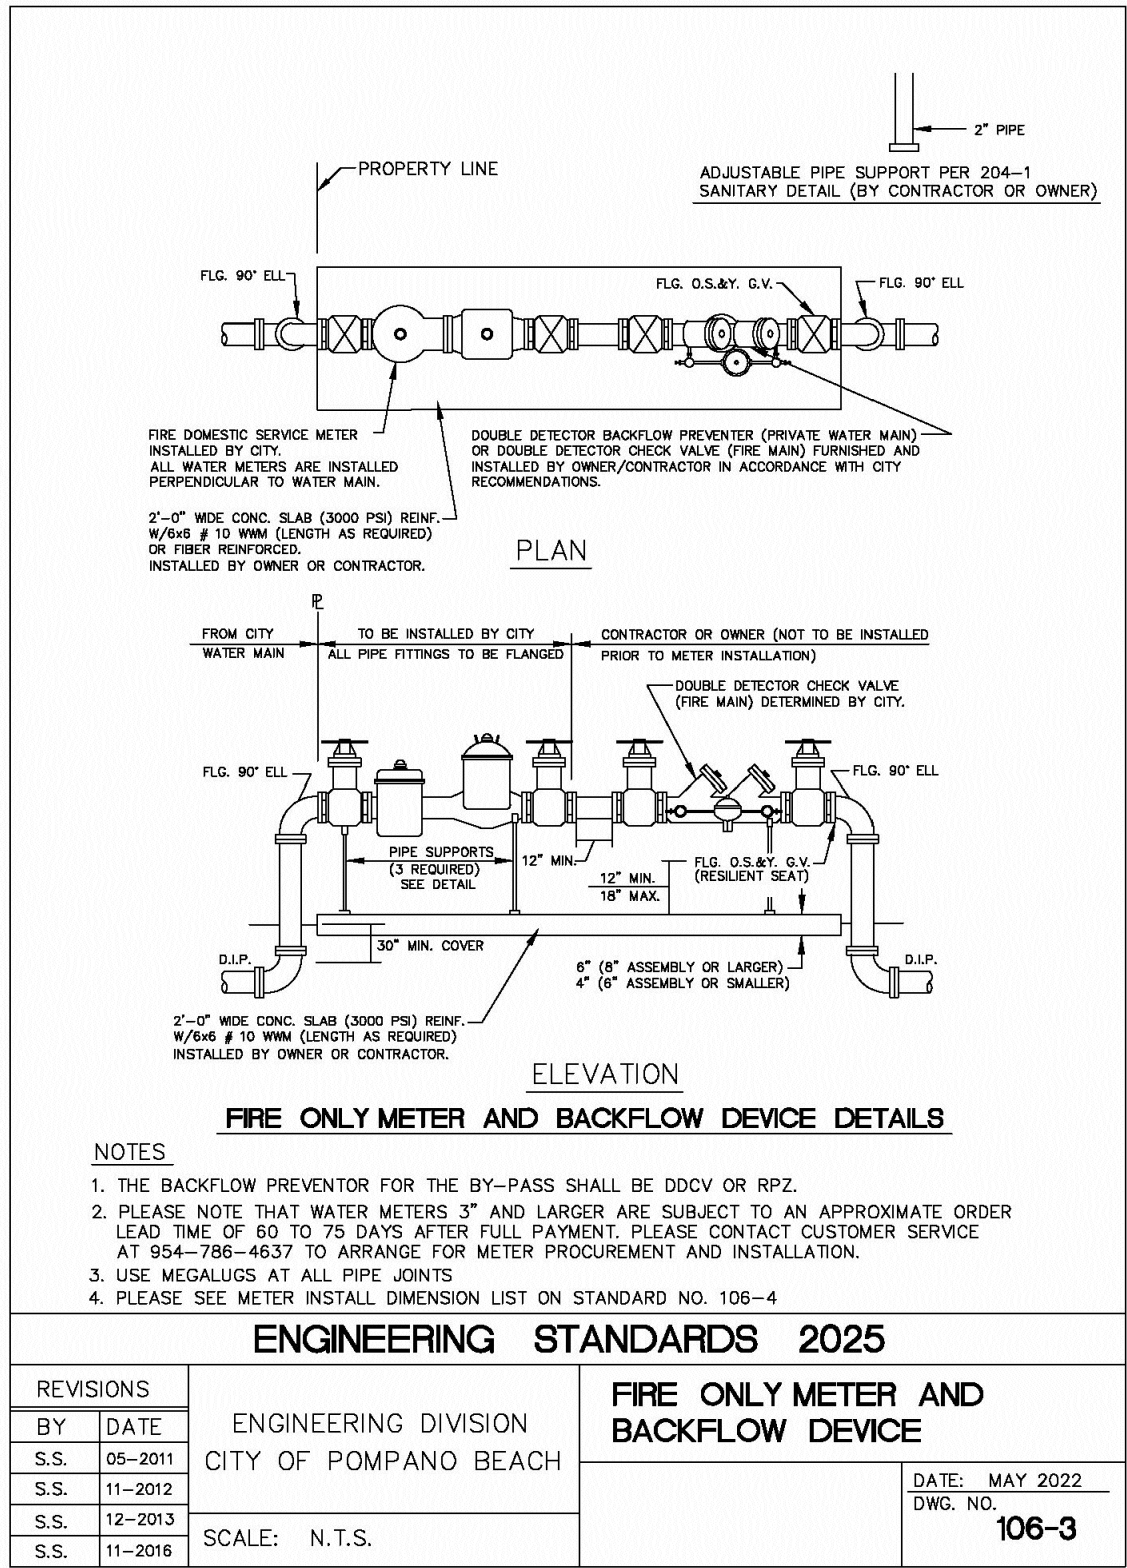 2" PIPE
ADJUSTABLE PIPE SUPPORT PER 204-1
SANITARY DETAIL (BY CONTRACTOR OR OWNER)
PROPERTY LINE
FLG. 90° ELL
FLG. O.S.&Y. G.V.
FLG. 90° ELL
FIRE DOMESTIC SERVICE METER
INSTALLED BY CITY.
ALL WATER METERS ARE INSTALLED
PERPENDICULAR TO WATER MAIN.
DOUBLE DETECTOR BACKFLOW PREVENTER (PRIVATE WATER MAIN)
OR DOUBLE DETECTOR CHECK VALVE (FIRE MAIN) FURNISHED AND
INSTALLED BY OWNER/CONTRACTOR IN ACCORDANCE WITH CITY
RECOMMENDATIONS.
2'-0" WIDE CONC. SLAB (3000 PSI) REINF.
W/6x6 # 10 WWM (LENGTH AS REQUIRED)
OR FIBER REINFORCED.
INSTALLED BY OWNER OR CONTRACTOR.
PLAN
PL
FROM CITY
WATER MAIN
TO BE INSTALLED BY CITY
ALL PIPE FITTINGS TO BE FLANGED
CONTRACTOR OR OWNER (NOT TO BE INSTALLED
PRIOR TO METER INSTALLATION)
DOUBLE DETECTOR CHECK VALVE
(FIRE MAIN) DETERMINED BY CITY.
FLG. 90° ELL
FLG. 90° ELL
PIPE SUPPORTS
(3 REQUIRED)
SEE DETAIL
12" MIN.
12" MIN.
18" MAX.
FLG. O.S.&Y. G.V.
(RESILIENT SEAT)
30" MIN. COVER
D.I.P.
D.I.P.
6" (8" ASSEMBLY OR LARGER)
4" (6" ASSEMBLY OR SMALLER)
2'-0" WIDE CONC. SLAB (3000 PSI) REINF.
W/6x6 # 10 WWM (LENGTH AS REQUIRED)
INSTALLED BY OWNER OR CONTRACTOR.
ELEVATION
FIRE ONLY METER AND BACKFLOW DEVICE DETAILS
NOTES
1. THE BACKFLOW PREVENTOR FOR THE BY-PASS SHALL BE DDCV OR RPZ.
2. PLEASE NOTE THAT WATER METERS 3" AND LARGER ARE SUBJECT TO AN APPROXIMATE ORDER
LEAD TIME OF 60 TO 75 DAYS AFTER FULL PAYMENT. PLEASE CONTACT CUSTOMER SERVICE
AT 954-786-4637 TO ARRANGE FOR METER PROCUREMENT AND INSTALLATION.
3. USE MEGALUGS AT ALL PIPE JOINTS
4. PLEASE SEE METER INSTALL DIMENSION LIST ON STANDARD NO. 106-4
ENGINEERING STANDARDS 2025
REVISIONS
BY DATE
S.S. 05-2011
S.S. 11-2012
S.S. 12-2013
S.S. 11-2016
ENGINEERING DIVISION
CITY OF POMPANO BEACH
SCALE: N.T.S.
FIRE ONLY METER AND
BACKFLOW DEVICE
DATE: MAY 2022
DWG. NO.
106-3